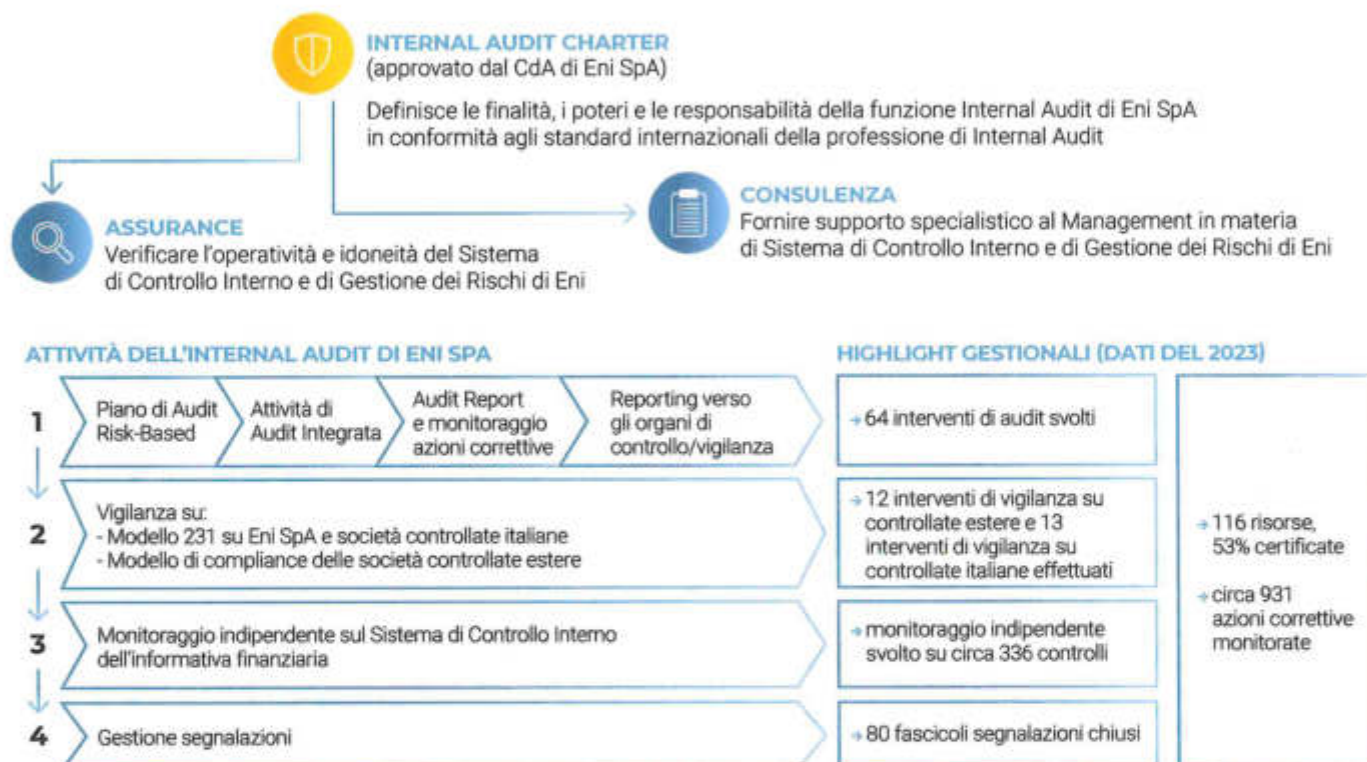 INTERNAL AUDIT CHARTER
(approvato dal CdA di Eni SpA)
Definisce le finalità, i poteri e le responsabilità della funzione Internal Audit di Eni SpA
in conformità agli standard internazionali della professione di Internal Audit
ASSURANCE
Verificare l'operatività e idoneità del Sistema
di Controllo Interno e di Gestione dei Rischi di Eni
CONSULENZA
Fornire supporto specialistico al Management in materia
di Sistema di Controllo Interno e di Gestione dei Rischi di Eni
ATTIVITÀ DELL'INTERNAL AUDIT DI ENI SPA
1
Piano di Audit
Risk-Based
Attività di
Audit Integrata
Audit Report
e monitoraggio
azioni correttive
Reporting verso
gli organi di
controllo/vigilanza
2
Vigilanza su:
- Modello 231 su Eni SpA e società controllate italiane
- Modello di compliance delle società controllate estere
3
Monitoraggio indipendente sul Sistema di Controllo Interno
dell'informativa finanziaria
4
Gestione segnalazioni
HIGHLIGHT GESTIONALI (DATI DEL 2023)
→ 64 interventi di audit svolti
→ 12 interventi di vigilanza su
controllate estere e 13
interventi di vigilanza su
controllate italiane effettuati
→ monitoraggio indipendente
svolto su circa 336 controlli
→ 80 fascicoli segnalazioni chiusi
→ 116 risorse,
53% certificate
→ circa 931
azioni correttive
monitorate